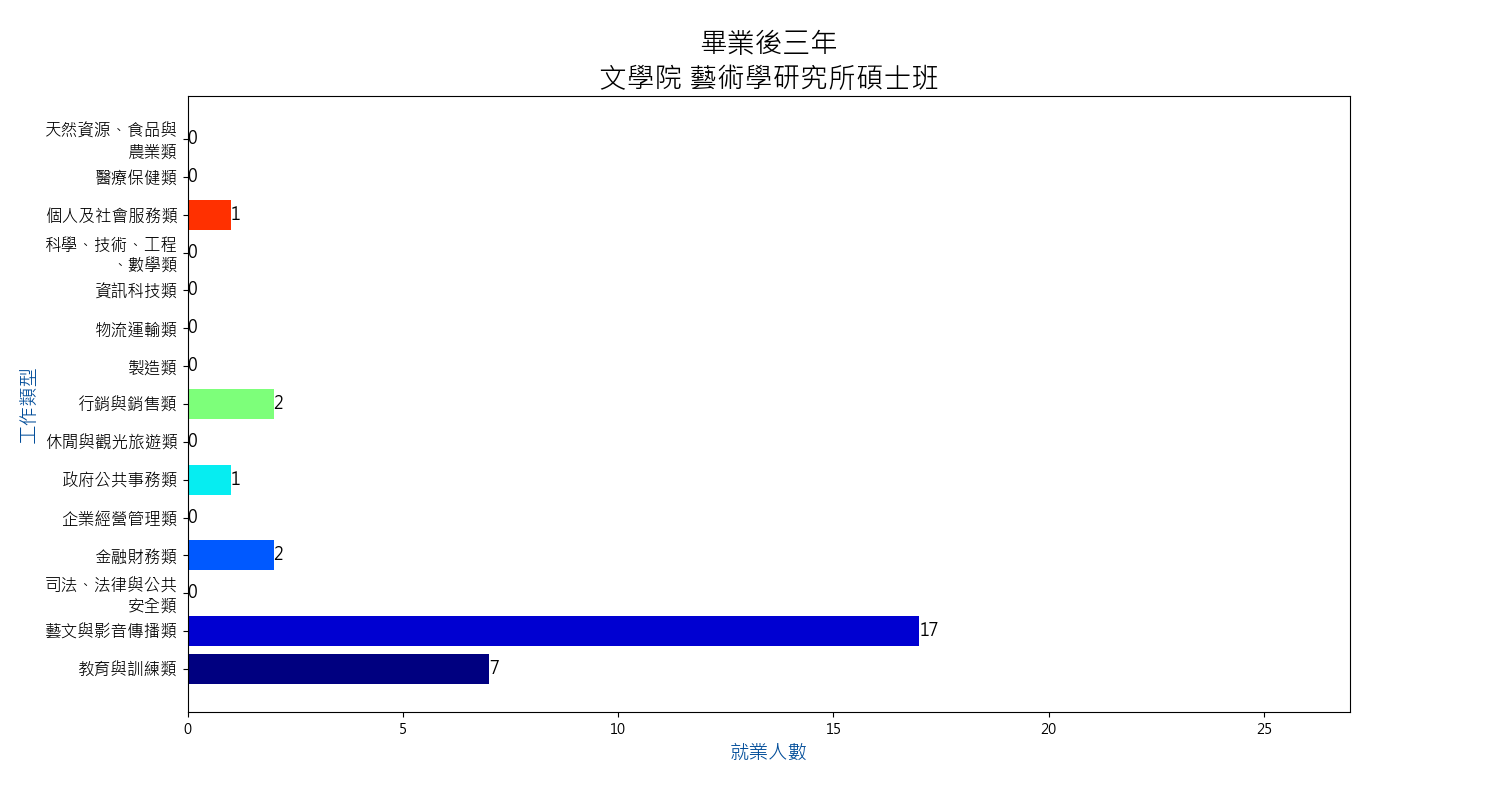 畢業後三年
文學院 藝術學研究所碩士班
天然資源、食品與
農業類
0
醫療保健類
0
個人及社會服務類
1
科學、技術、工程
、數學類
0
資訊科技類
0
物流運輸類
0
製造類
0
行銷與銷售類
2
休閒與觀光旅遊類
0
政府公共事務類
1
企業經營管理類
0
金融財務類
2
司法、法律與公共
安全類
0
藝文與影音傳播類
17
教育與訓練類
7
工作類型
0 5 10 15 20 25
就業人數